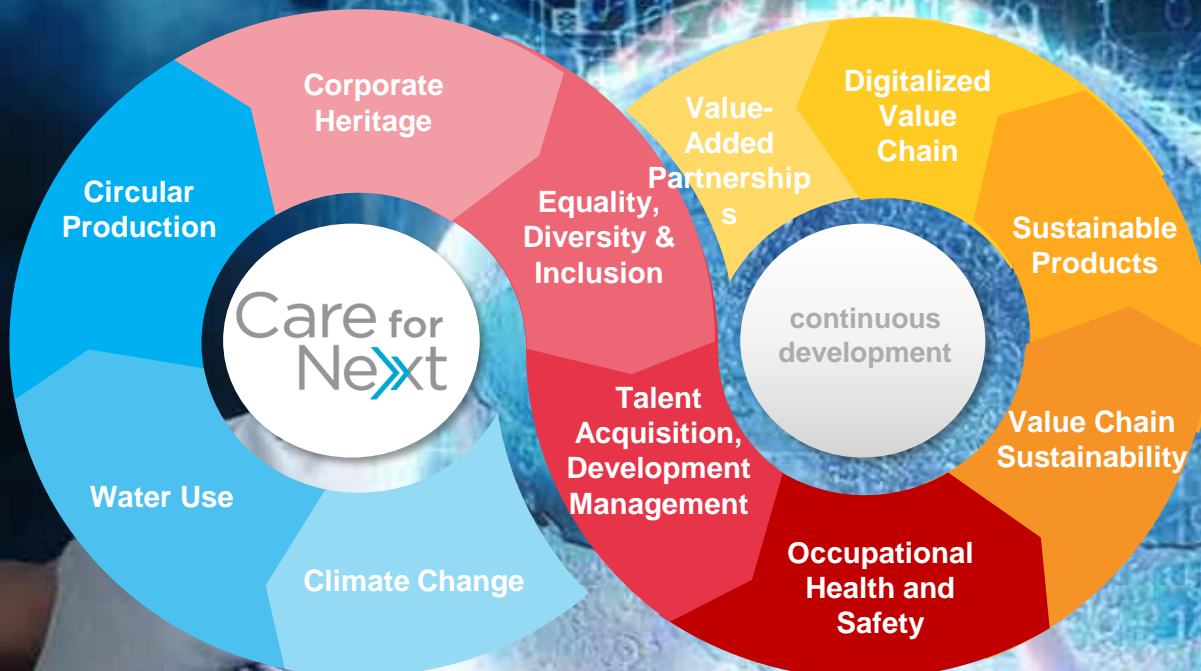 Corporate
Heritage
Circular
Production
Water Use
Climate Change
Care for
Next
Equality,
Diversity &
Inclusion
Talent
Acquisition,
Development
Management
Value-
Added
Partnership
s
Digitalized
Value
Chain
Sustainable
Products
Value Chain
Sustainability
Occupational
Health and
Safety
continuous
development